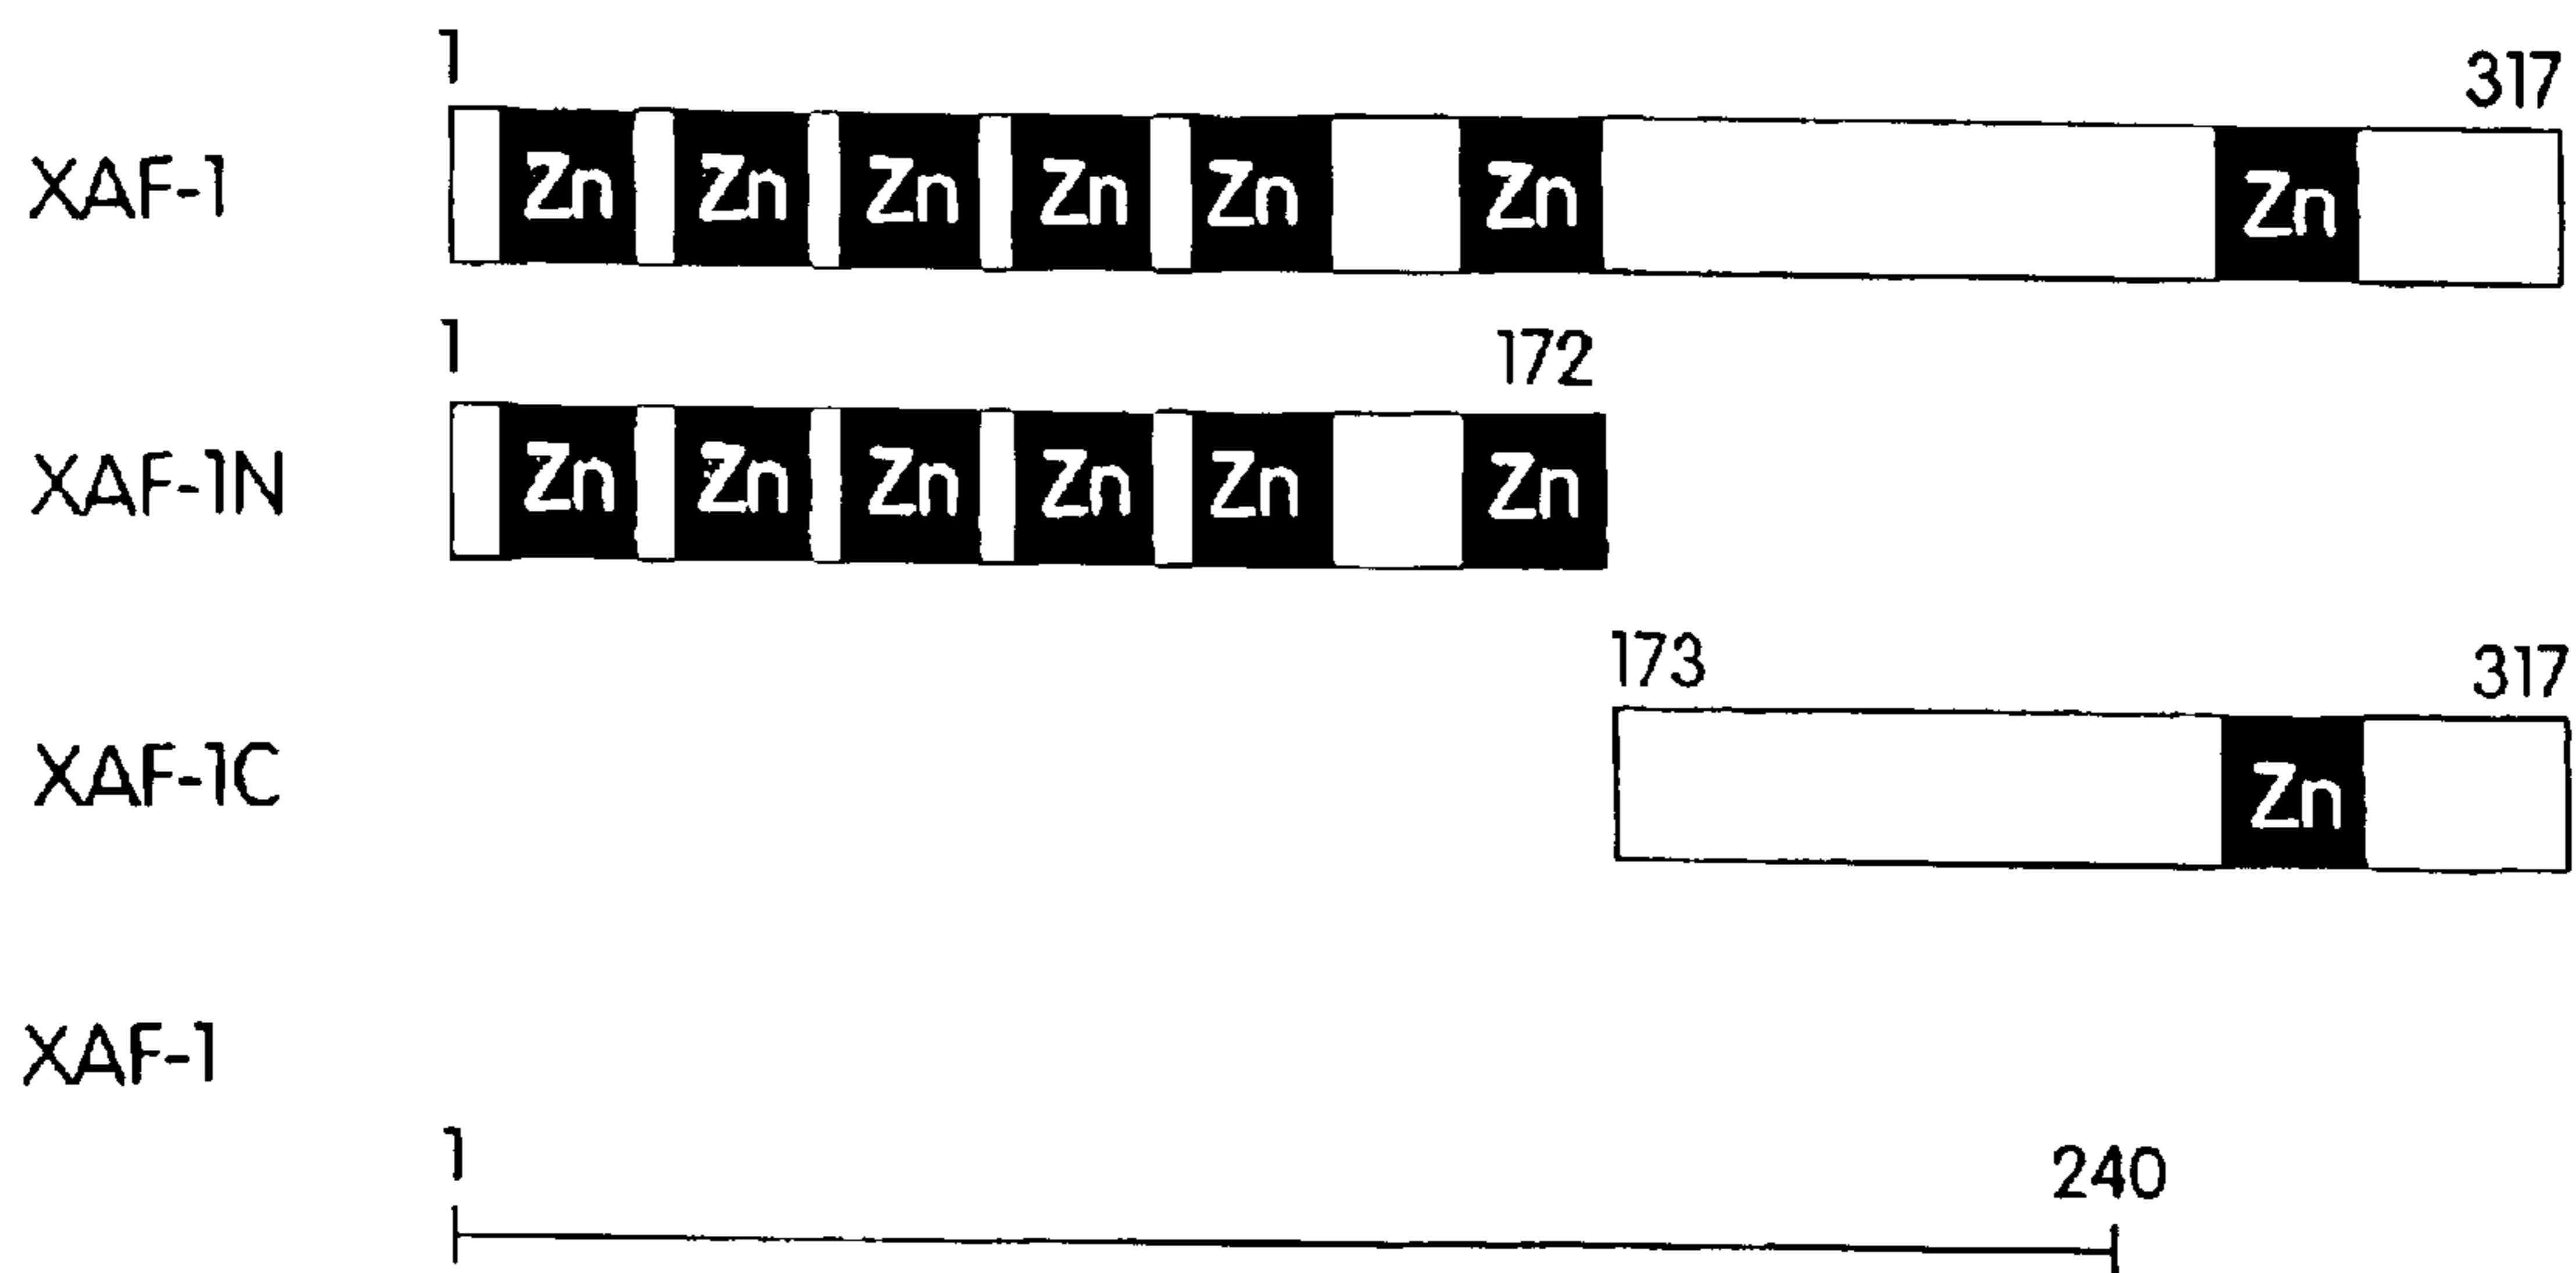 1 317
XAF-1 Zn Zn Zn Zn Zn Zn Zn
1 172
XAF-1N Zn Zn Zn Zn Zn Zn
173 317
XAF-1C Zn
XAF-1
1 240